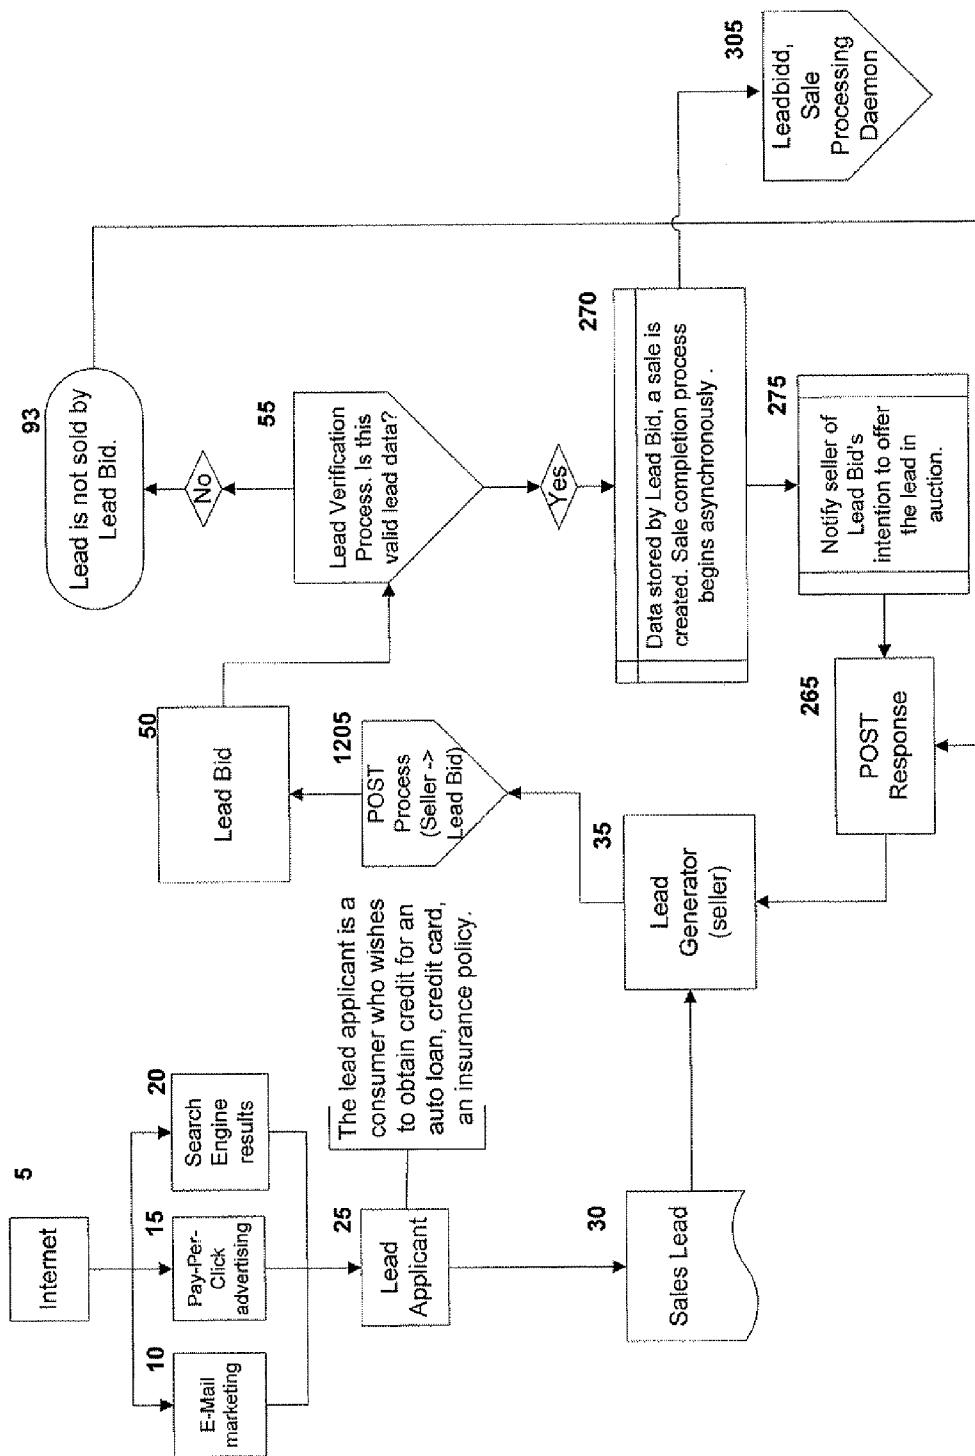 Internet
5
E-Mail
marketing
10
Pay-Per-
Click
advertising
15
Search
Engine
results
20
Lead
Applicant
25
The lead applicant is a
consumer who wishes
to obtain credit for an
auto loan, credit card,
an insurance policy.
Sales Lead
30
Lead
Generator
(seller)
35
POST
Process
(Seller ->
Lead Bid)
1205
Lead Bid
50
Lead Verification
Process. Is this
valid lead data?
55
No
Lead is not sold by
Lead Bid.
93
Yes
Data stored by Lead Bid, a sale is
created. Sale completion process
begins asynchronously .
270
Notify seller of
Lead Bid's
intention to offer
the lead in
auction.
275
POST
Response
265
Leadbidd,
Sale
Processing
Daemon
305